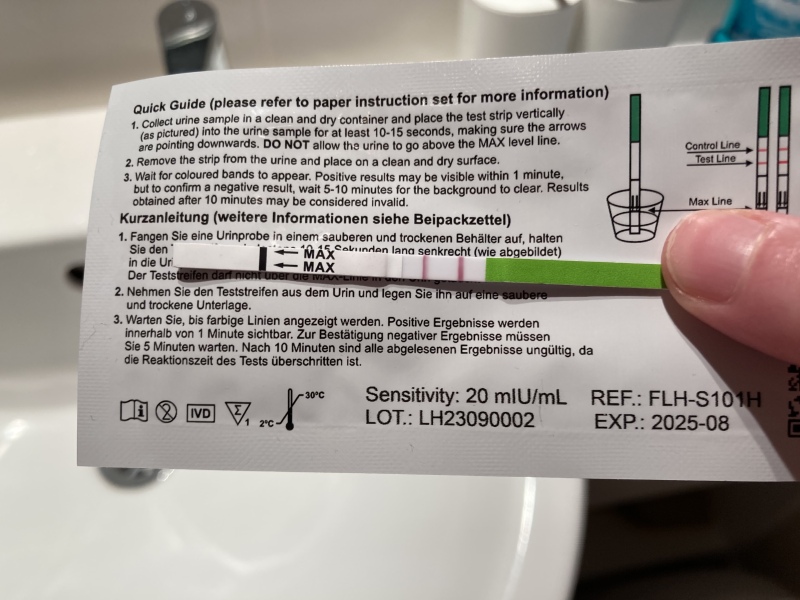 Quick Guide (please refer to paper instruction set for more information)
1. Collect urine sample in a clean and dry container and place the test strip vertically
(as pictured) into the urine sample for at least 10-15 seconds, making sure the arrows
are pointing downwards. DO NOT allow the urine to go above the MAX level line.
2. Remove the strip from the urine and place on a clean and dry surface.
3. Wait for coloured bands to appear. Positive results may be visible within 1 minute,
but to confirm a negative result, wait 5-10 minutes for the background to clear. Results
obtained after 10 minutes may be considered invalid.
Control Line
Test Line
Max Line
Kurzanleitung (weitere Informationen siehe Beipackzettel)
1. Fangen Sie eine Urinprobe in einem sauberen und trockenen Behälter auf, halten
Sie den 10-15 Sekunden lang senkrecht (wie abgebildet)
in die
Der Teststreifen darf nicht über die MAX-Linie in den
MAX
MAX
2. Nehmen Sie den Teststreifen aus dem Urin und legen Sie ihn auf eine saubere
und trockene Unterlage.
3. Warten Sie, bis farbige Linien angezeigt werden. Positive Ergebnisse werden
innerhalb von 1 Minute sichtbar. Zur Bestätigung negativer Ergebnisse müssen
Sie 5 Minuten warten. Nach 10 Minuten sind alle abgelesenen Ergebnisse ungültig, da
die Reaktionszeit des Tests überschritten ist.
IVD
Σ
1
2°C
30°C
Sensitivity: 20 mIU/mL
REF.: FLH-S101H
LOT.: LH23090002
EXP.: 2025-08